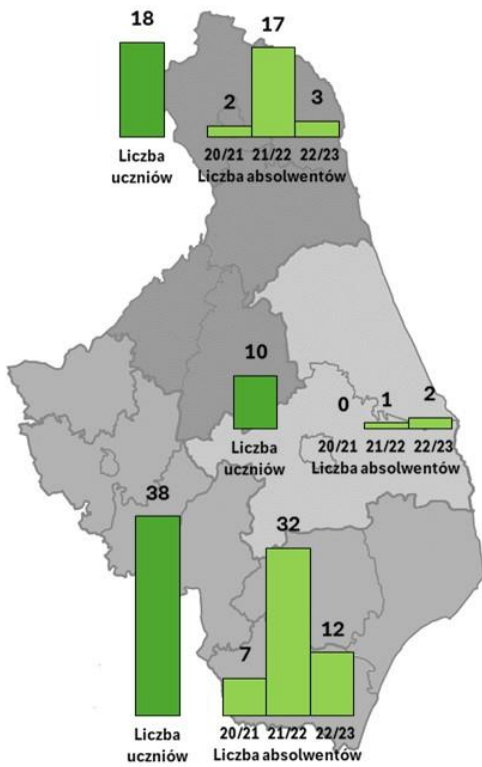 18
17
2
3
Liczba
uczniów
20/21 21/22 22/23
Liczba absolwentów
10
0
1
2
Liczba
uczniów
20/21 21/22 22/23
Liczba absolwentów
38
32
7
12
Liczba
uczniów
20/21 21/22 22/23
Liczba absolwentów